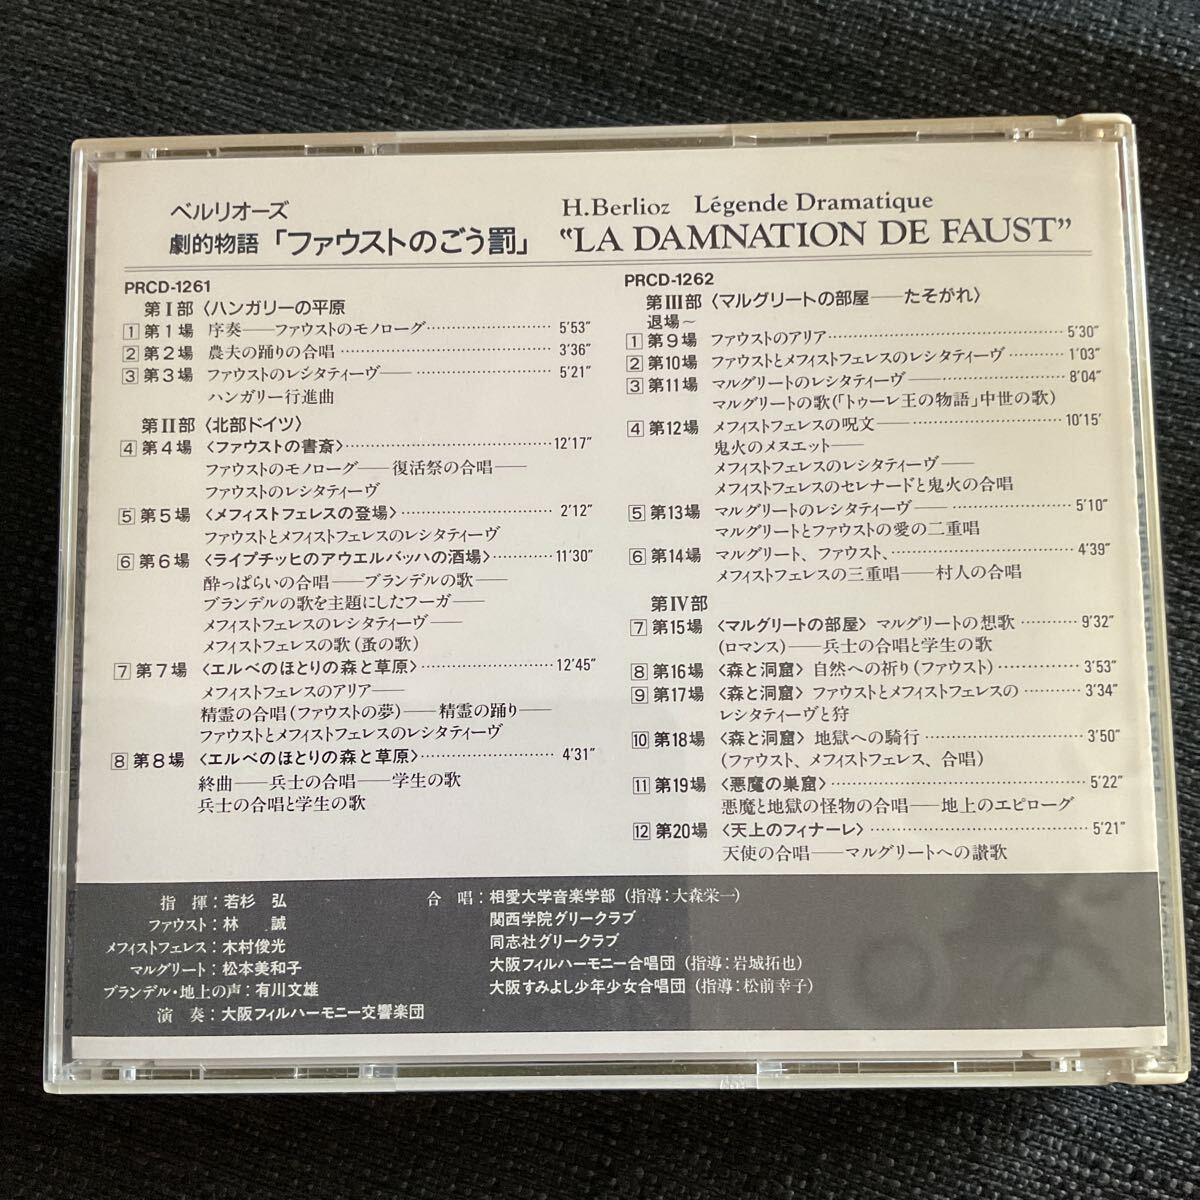 ベルリオーズ
劇的物語「ファウストのごう罰」
H.Berlioz Légende Dramatique
“LA DAMNATION DE FAUST”
PRCD-1261
第Ⅰ部〈ハンガリーの平原
1 第1場 序奏──ファウストのモノローグ……………………5′53″
2 第2場 農夫の踊りの合唱……………………3′36″
3 第3場 ファウストのレシタティーヴ──……………………5′21″
ハンガリー行進曲
第Ⅱ部〈北部ドイツ〉
4 第4場 〈ファウストの書斎〉……………………12′17″
ファウストのモノローグ──復活祭の合唱──
ファウストのレシタティーヴ
5 第5場 〈メフィストフェレスの登場〉……………………2′12″
ファウストとメフィストフェレスのレシタティーヴ
6 第6場 〈ライプチッヒのアウエルバッハの酒場〉…………11′30″
酔っぱらいの合唱──ブランデルの歌──
ブランデルの歌を主題にしたフーガ──
メフィストフェレスのレシタティーヴ──
メフィストフェレスの歌(蚤の歌)
7 第7場 〈エルベのほとりの森と草原〉……………………12′45″
メフィストフェレスのアリア──
精霊の合唱(ファウストの夢)──精霊の踊り──
ファウストとメフィストフェレスのレシタティーヴ
8 第8場 〈エルベのほとりの森と草原〉……………………4′31″
終曲──兵士の合唱──学生の歌
兵士の合唱と学生の歌
PRCD-1262
第Ⅲ部〈マルグリートの部屋──たそがれ〉
退場〜
1 第9場 ファウストのアリア……………………5′30″
2 第10場 ファウストとメフィストフェレスのレシタティーヴ…………1′03″
3 第11場 マルグリートのレシタティーヴ──……………………8′04″
マルグリートの歌(「トゥーレ王の物語」中世の歌)
4 第12場 メフィストフェレスの呪文──……………………10′15′
鬼火のメヌエット──
メフィストフェレスのレシタティーヴ──
メフィストフェレスのセレナードと鬼火の合唱
5 第13場 マルグリートのレシタティーヴ──……………………5′10″
マルグリートとファウストの愛の二重唱
6 第14場 マルグリート、ファウスト、……………………4′39″
メフィストフェレスの三重唱──村人の合唱
第Ⅳ部
7 第15場 〈マルグリートの部屋〉 マルグリートの想歌…………9′32″
(ロマンス)──兵士の合唱と学生の歌
8 第16場 〈森と洞窟〉 自然への祈り(ファウスト)……………3′53″
9 第17場 〈森と洞窟〉 ファウストとメフィストフェレスの…………3′34″
レシタティーヴと狩
10 第18場 〈森と洞窟〉 地獄への騎行……………………3′50″
(ファウスト、メフィストフェレス、合唱)
11 第19場 〈悪魔の巣窟〉……………………5′22″
悪魔と地獄の怪物の合唱──地上のエピローグ
12 第20場 〈天上のフィナーレ〉……………………5′21″
天使の合唱──マルグリートへの讃歌
指 揮:若杉 弘
ファウスト:林 誠
メフィストフェレス:木村俊光
マルグリート:松本美和子
ブランデル・地上の声:有川文雄
演 奏:大阪フィルハーモニー交響楽団
合 唱:相愛大学音楽学部(指導:大森栄一)
関西学院グリークラブ
同志社グリークラブ
大阪フィルハーモニー合唱団(指導:岩城拓也)
大阪すみよし少年少女合唱団(指導:松前幸子)